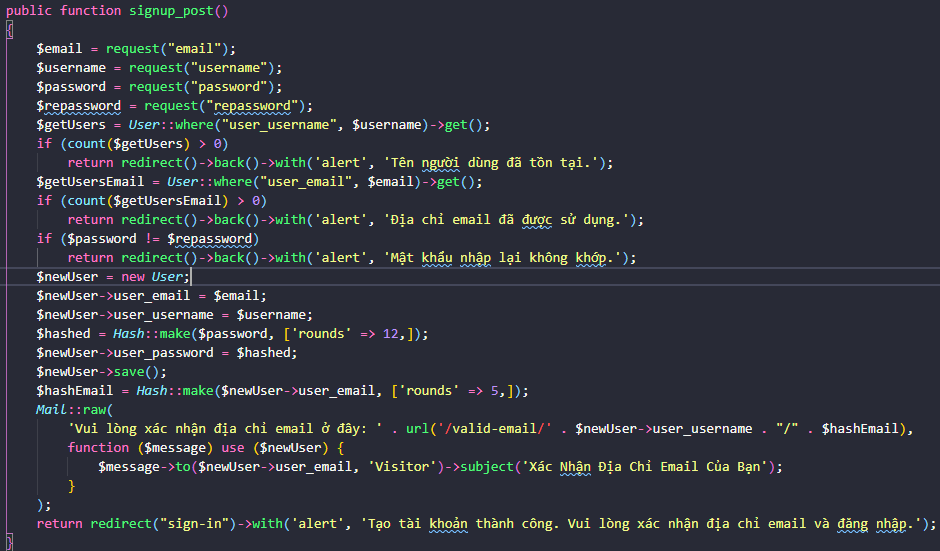 public function signup_post()
{
    $email = request("email");
    $username = request("username");
    $password = request("password");
    $repassword = request("repassword");
    $getUsers = User::where("user_username", $username)->get();
    if (count($getUsers) > 0)
        return redirect()->back()->with('alert', 'Tên người dùng đã tồn tại.');
    $getUsersEmail = User::where("user_email", $email)->get();
    if (count($getUsersEmail) > 0)
        return redirect()->back()->with('alert', 'Địa chỉ email đã được sử dụng.');
    if ($password != $repassword)
        return redirect()->back()->with('alert', 'Mật khẩu nhập lại không khớp.');
    $newUser = new User;
    $newUser->user_email = $email;
    $newUser->user_username = $username;
    $hashed = Hash::make($password, ['rounds' => 12,]);
    $newUser->user_password = $hashed;
    $newUser->save();
    $hashEmail = Hash::make($newUser->user_email, ['rounds' => 5,]);
    Mail::raw(
        'Vui lòng xác nhận địa chỉ email ở đây: ' . url('/valid-email/' . $newUser->user_username . "/" . $hashEmail),
        function ($message) use ($newUser) {
            $message->to($newUser->user_email, 'Visitor')->subject('Xác Nhận Địa Chỉ Email Của Bạn');
        }
    );
    return redirect("sign-in")->with('alert', 'Tạo tài khoản thành công. Vui lòng xác nhận địa chỉ email và đăng nhập.');
}